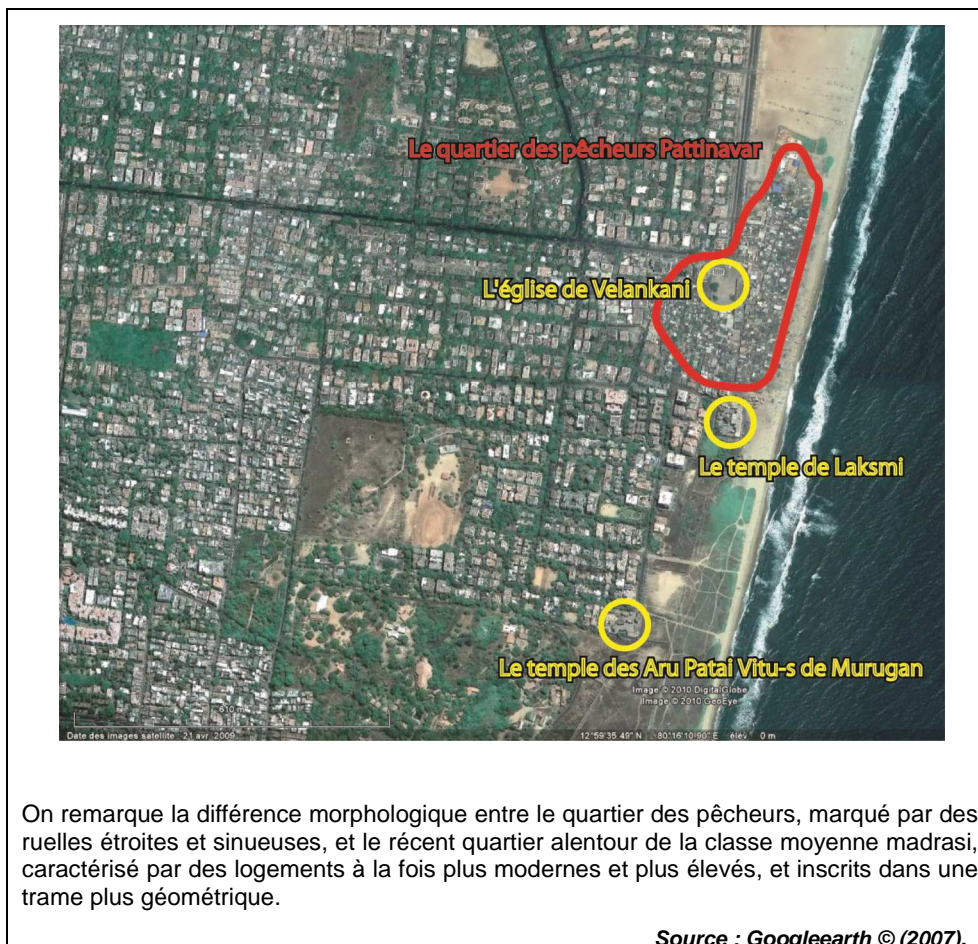 Le quartier des pêcheurs Pattinavar
L'église de Velankani
Le temple de Laksmi
Le temple des Aru Patai Vitu-s de Murugan
Image © 2010 DigitalGlobe
Image © 2010 GeoEye
610 m
Date des images satellite : 21 avr. 2009
12°59'35.49" N 80°16'10.90" E élév. 0 m
On remarque la différence morphologique entre le quartier des pêcheurs, marqué par des
ruelles étroites et sinueuses, et le récent quartier alentour de la classe moyenne madrasi,
caractérisé par des logements à la fois plus modernes et plus élevés, et inscrits dans une
trame plus géométrique.
Source : Googleearth © (2007).